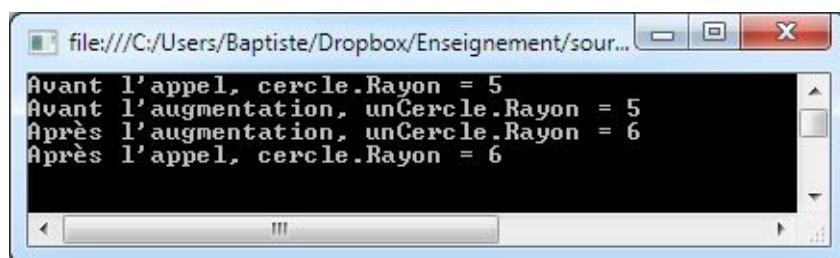 file:///C:/Users/Baptiste/Dropbox/Enseignement/sour...
Avant l'appel, cercle.Rayon = 5
Avant l'augmentation, unCercle.Rayon = 5
Après l'augmentation, unCercle.Rayon = 6
Après l'appel, cercle.Rayon = 6